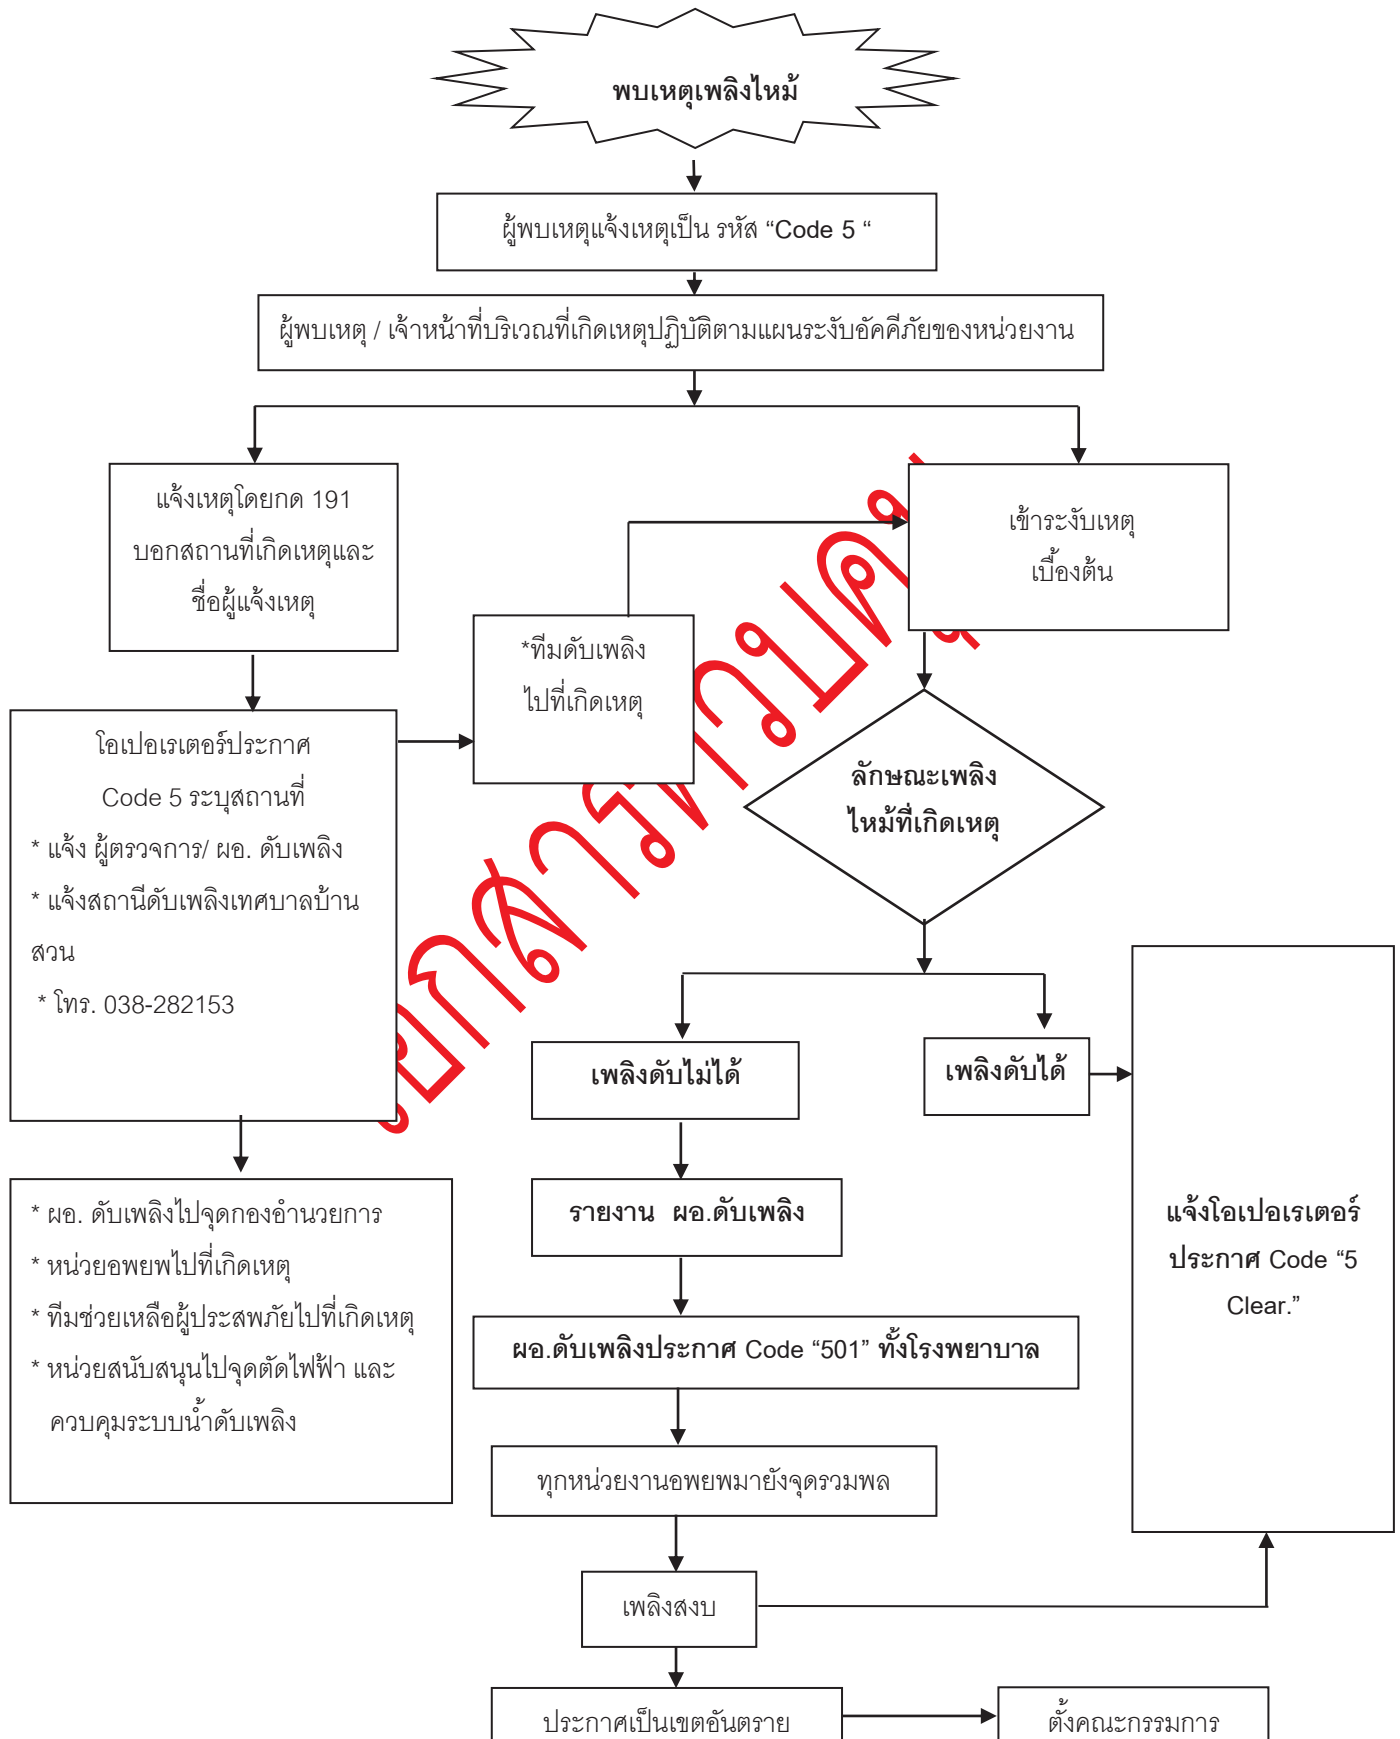 พบเหตุเพลิงไหม้
ผู้พบเหตุแจ้งเหตุเป็น รหัส “Code 5 “
ผู้พบเหตุ / เจ้าหน้าที่บริเวณที่เกิดเหตุปฏิบัติตามแผนระงับอัคคีภัยของหน่วยงาน
แจ้งเหตุโดยกด 191
บอกสถานที่เกิดเหตุและ
ชื่อผู้แจ้งเหตุ
เข้าระงับเหตุ
เบื้องต้น
*ทีมดับเพลิง
ไปที่เกิดเหตุ
โอเปอเรเตอร์ประกาศ
Code 5 ระบุสถานที่
* แจ้ง ผู้ตรวจการ/ ผอ. ดับเพลิง
* แจ้งสถานีดับเพลิงเทศบาลบ้าน
สวน
* โทร. 038-282153
ลักษณะเพลิง
ไหม้ที่เกิดเหตุ
เพลิงดับไม่ได้
เพลิงดับได้
* ผอ. ดับเพลิงไปจุดกองอำนวยการ
* หน่วยอพยพไปที่เกิดเหตุ
* ทีมช่วยเหลือผู้ประสพภัยไปที่เกิดเหตุ
* หน่วยสนับสนุนไปจุดตัดไฟฟ้า และ
ควบคุมระบบน้ำดับเพลิง
รายงาน ผอ.ดับเพลิง
แจ้งโอเปอเรเตอร์
ประกาศ Code “5
Clear.”
ผอ.ดับเพลิงประกาศ Code “501” ทั้งโรงพยาบาล
ทุกหน่วยงานอพยพมายังจุดรวมพล
เพลิงสงบ
ประกาศเป็นเขตอันตราย
ตั้งคณะกรรมการ